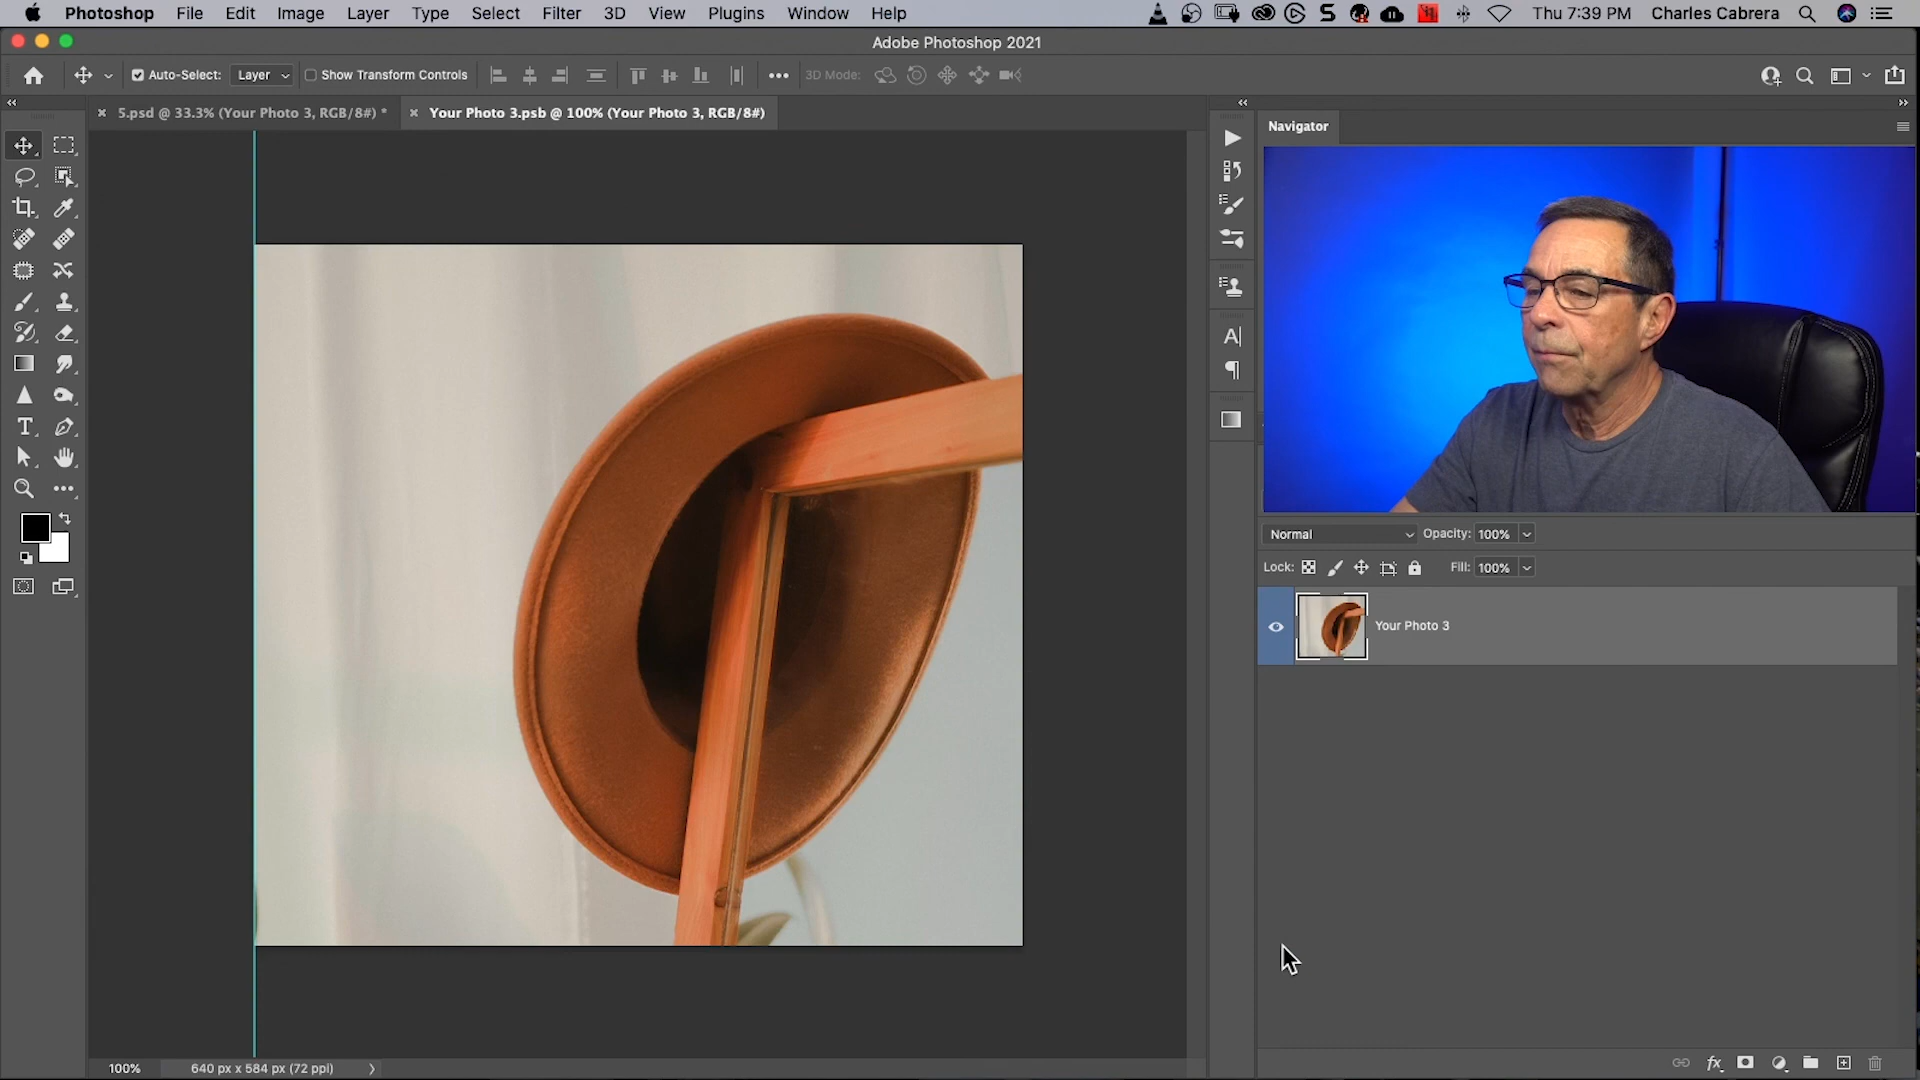 Photoshop File Edit Image Layer Type Select Filter 3D View Plugins Window Help Thu 7:39 PM Charles Cabrera
Adobe Photoshop 2021
Auto-Select: Layer Show Transform Controls 3D Mode:
5.psd @ 33.3% (Your Photo 3, RGB/8#) * Your Photo 3.psb @ 100% (Your Photo 3, RGB/8#)
Navigator
Normal Opacity: 100%
Lock: Fill: 100%
Your Photo 3
100% 640 px x 584 px (72 ppi)